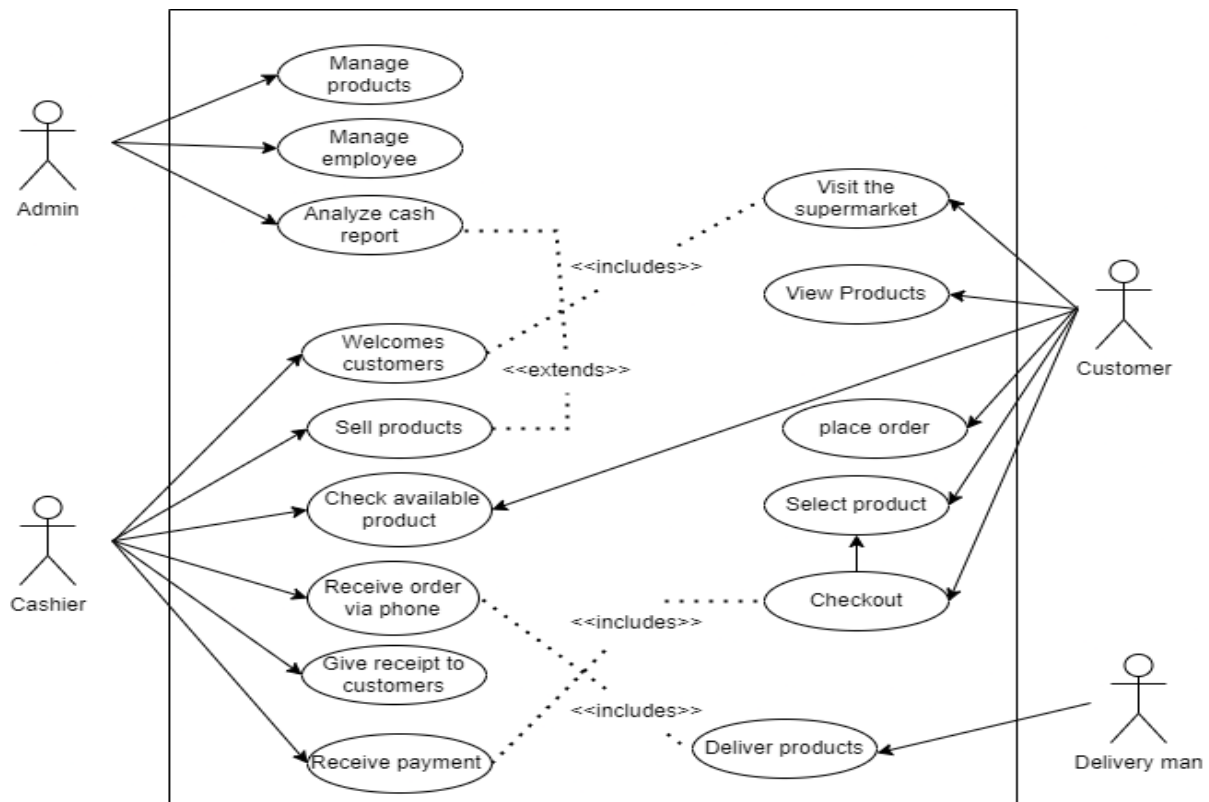 Manage
products
Manage
employee
Admin
Analyze cash
report
Visit the
supermarket
<<includes>>
View Products
Welcomes
customers
<<extends>>
Customer
Sell products
place order
Check available
product
Select product
Cashier
Receive order
via phone
Checkout
<<includes>>
Give receipt to
customers
<<includes>>
Deliver products
Receive payment
Delivery man